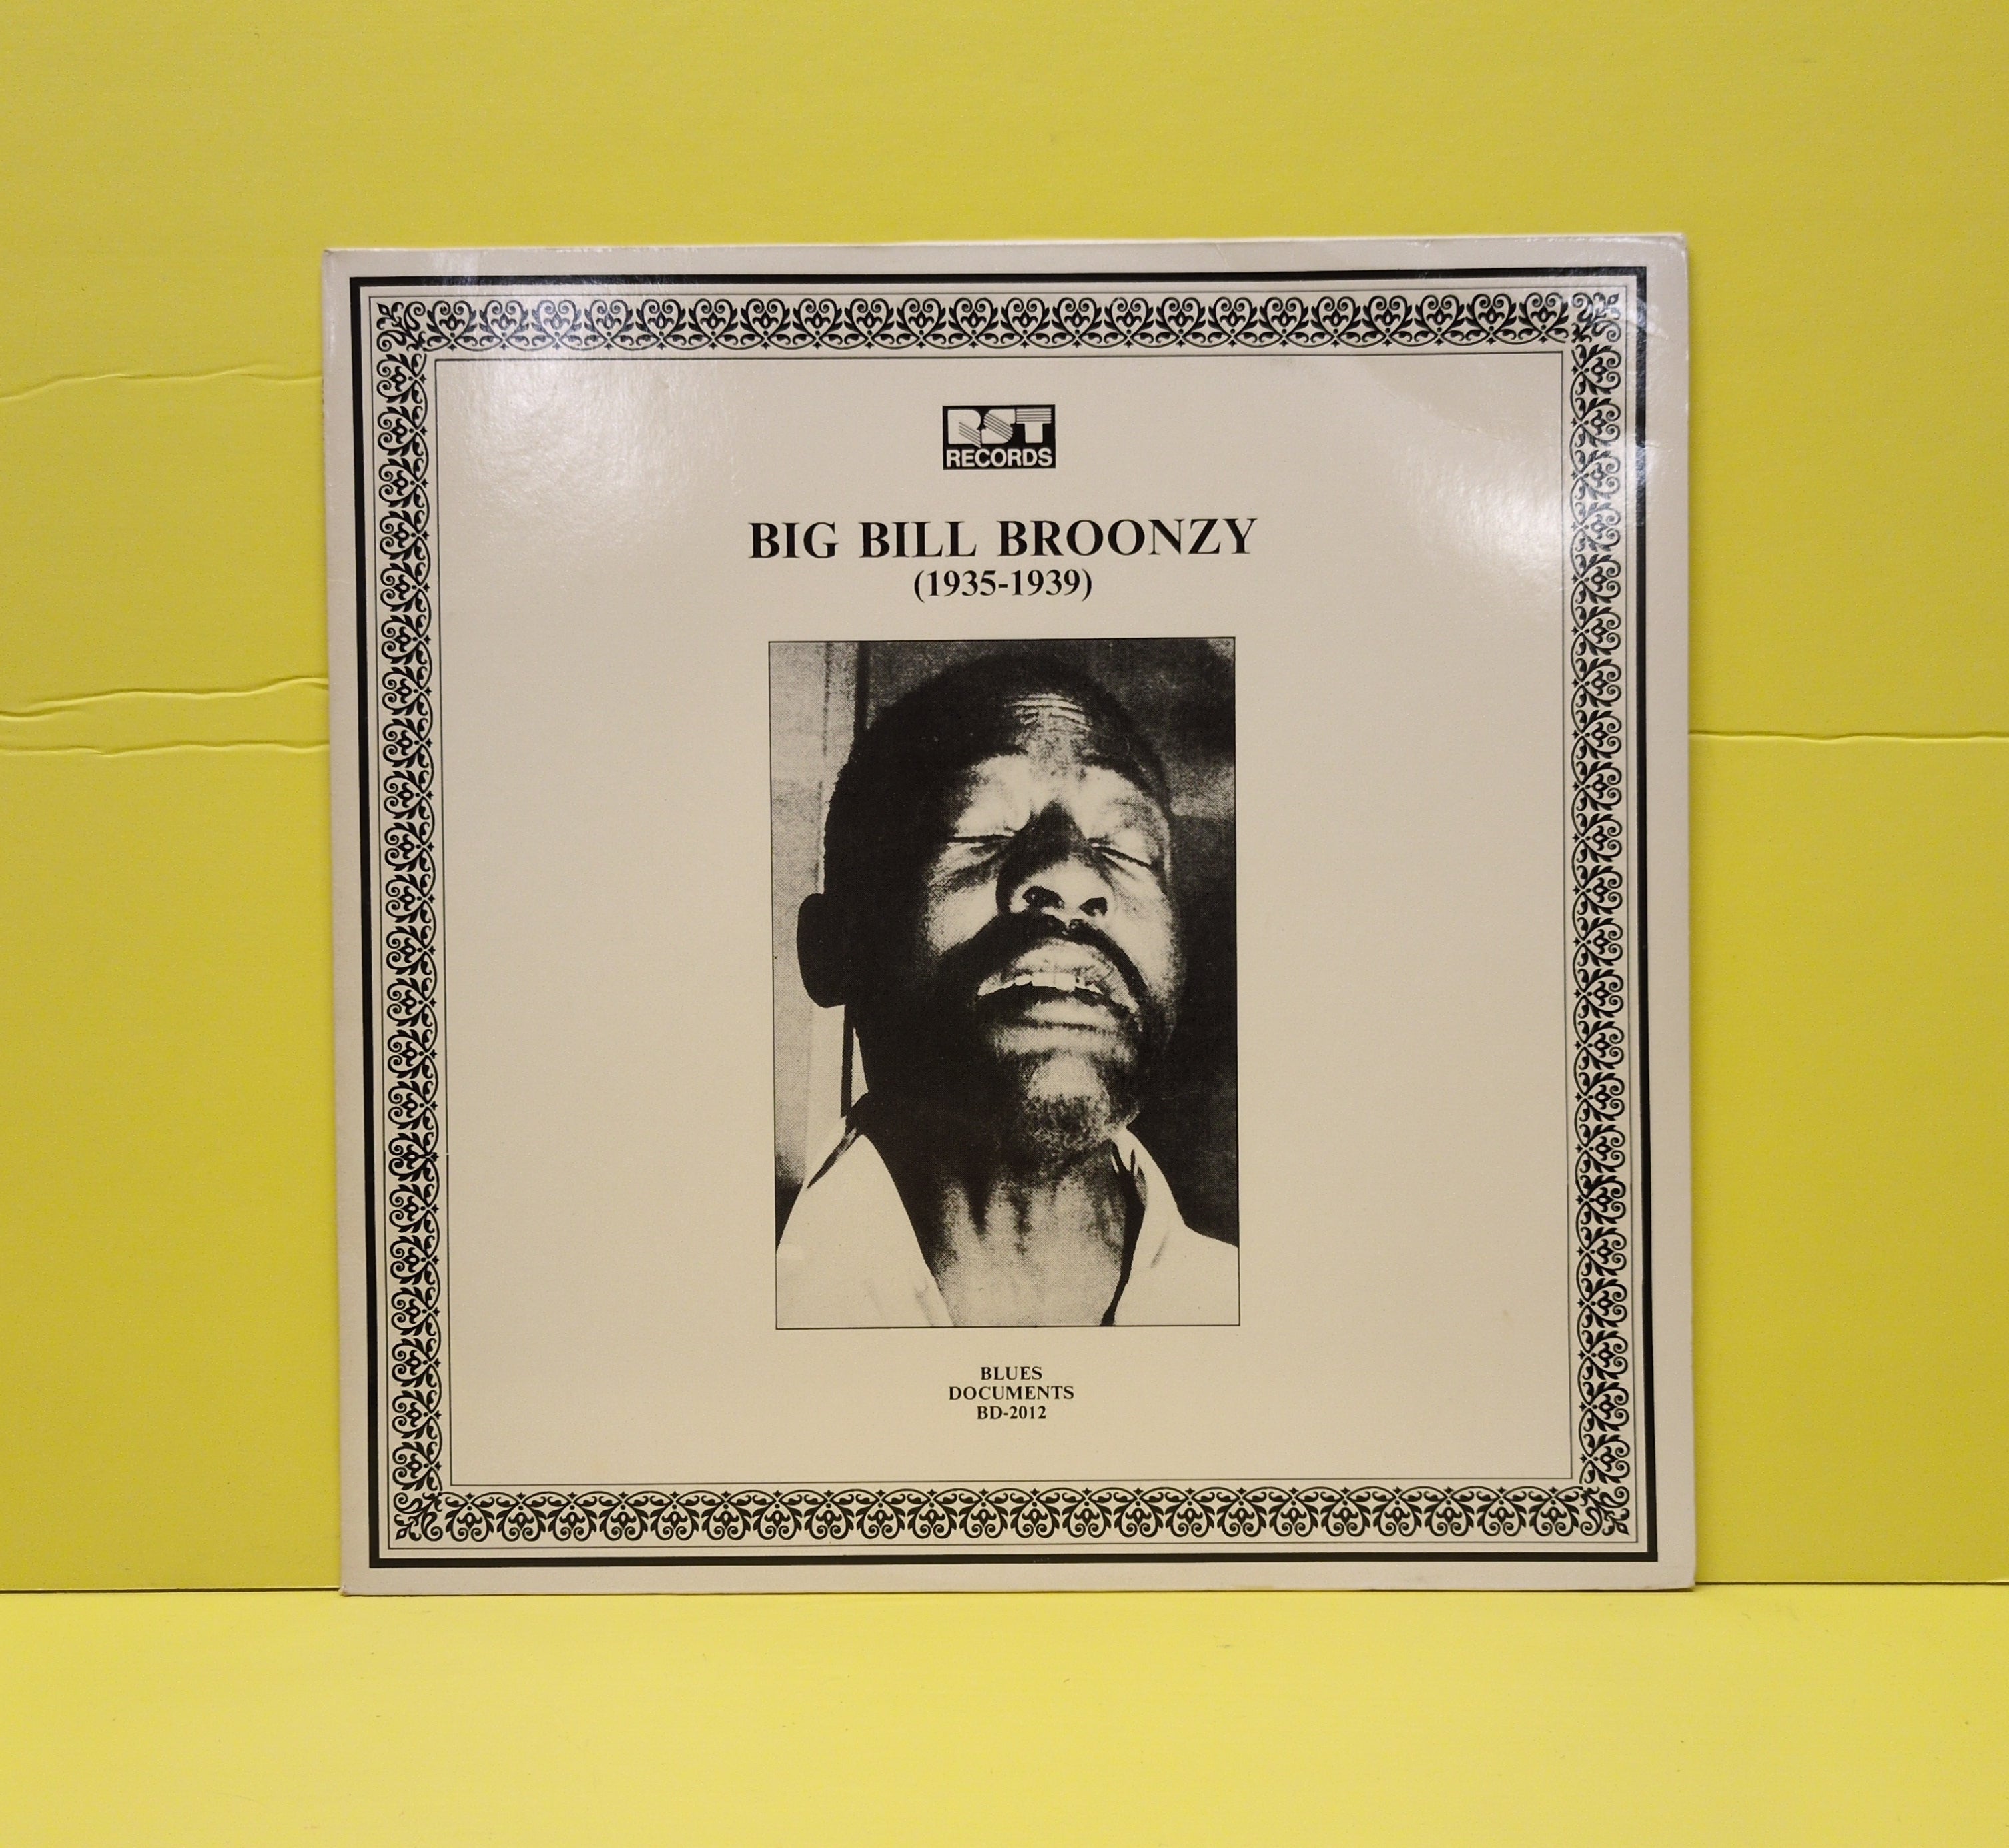 RST
RECORDS
BIG BILL BROONZY
(1935-1939)
BLUES
DOCUMENTS
BD-2012